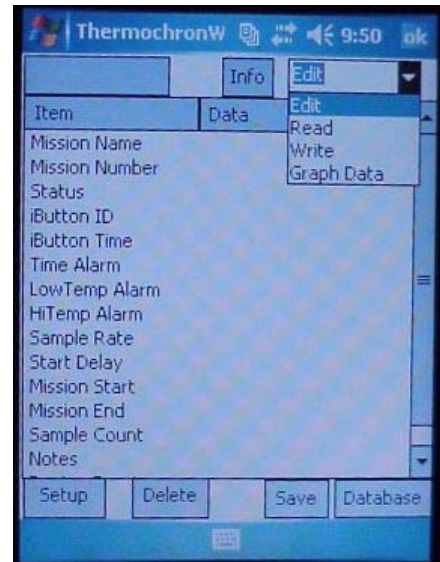 ThermochronW 9:50 ok
Info Edit
Item Data
Edit
Read
Write
Graph Data
Mission Name
Mission Number
Status
iButton ID
iButton Time
Time Alarm
LowTemp Alarm
HiTemp Alarm
Sample Rate
Start Delay
Mission Start
Mission End
Sample Count
Notes
Setup Delete Save Database